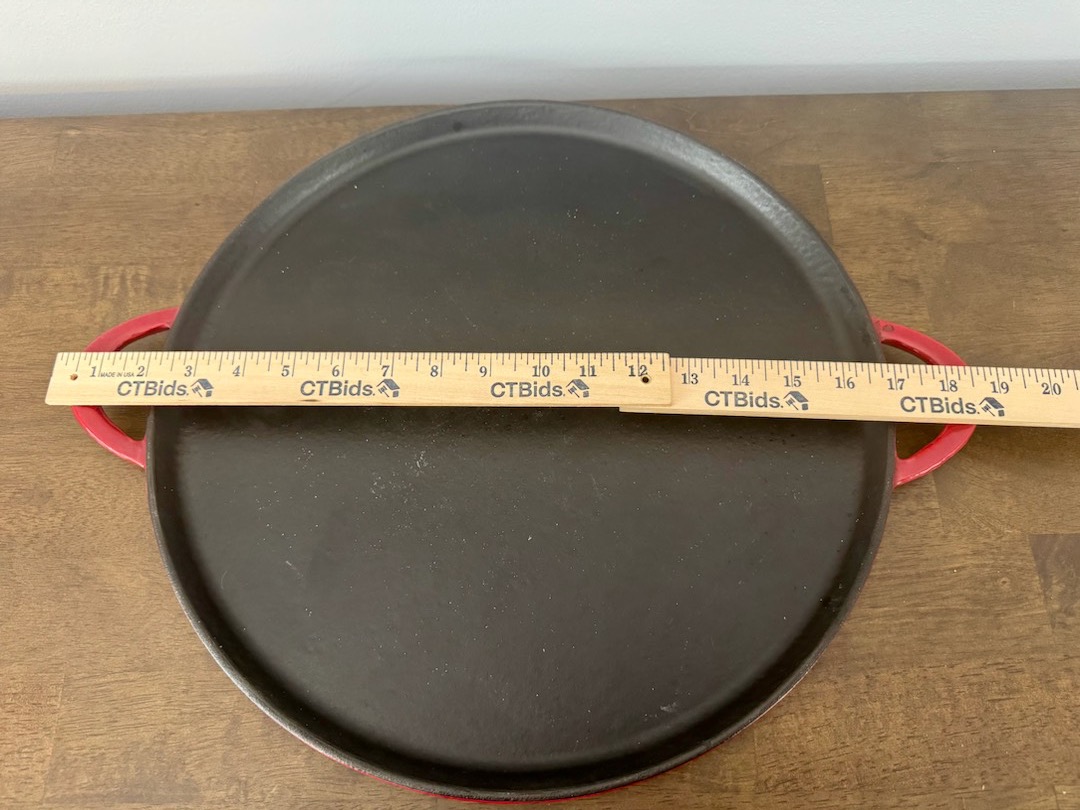 1 MADE IN USA 2 3 4 5 6 7 8 9 10 11 12 13 14 15 16 17 18 19 20
CTBids. CTBids. CTBids. CTBids. CTBids.